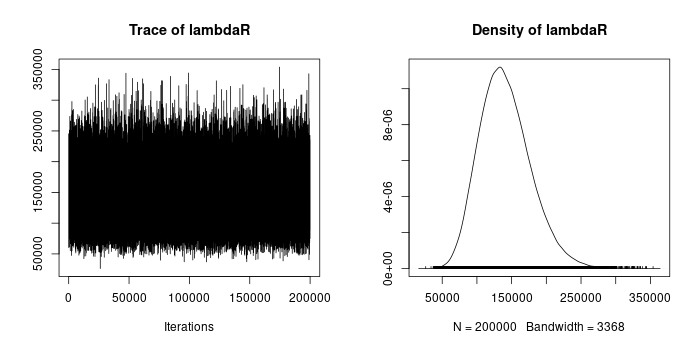 Trace of lambdaR
50000 150000 250000 350000
0 50000 100000 150000 200000
Iterations
Density of lambdaR
0e+00 4e-06 8e-06
50000 150000 250000 350000
N = 200000 Bandwidth = 3368